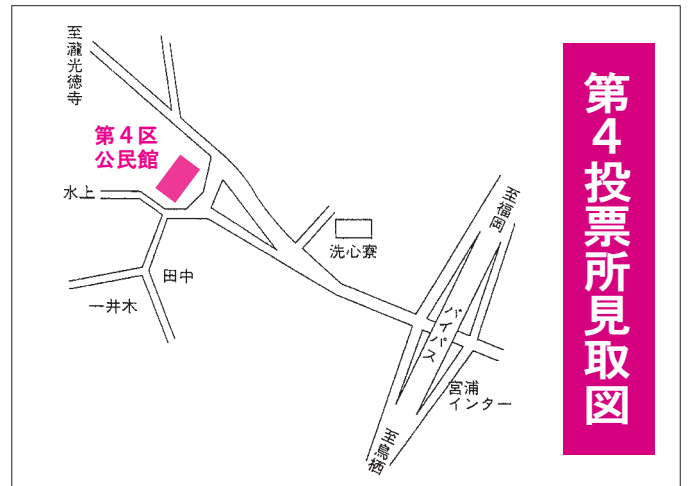 第４投票所見取図
至瀧光徳寺
第４区
公民館
水上
田中
一井木
洗心寮
至福岡
バイパス
宮浦
インター
至鳥栖